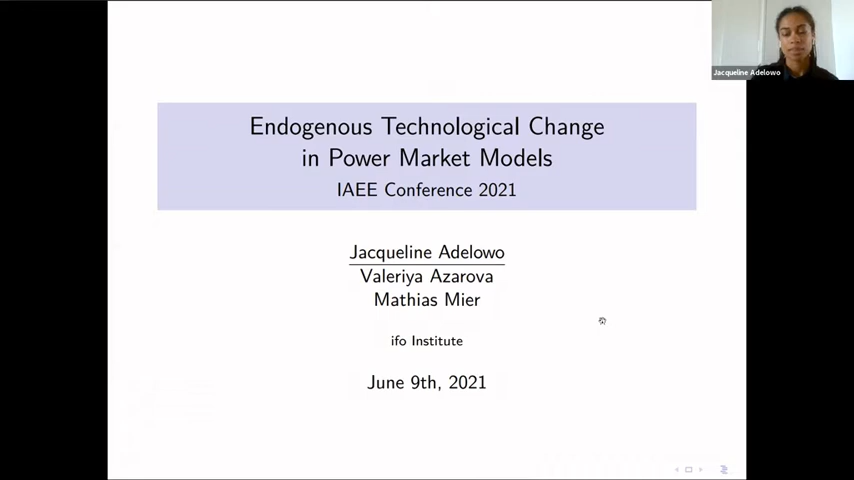 Jacqueline Adelowo
Endogenous Technological Change
in Power Market Models
IAEE Conference 2021
Jacqueline Adelowo
Valeriya Azarova
Mathias Mier
ifo Institute
June 9th, 2021